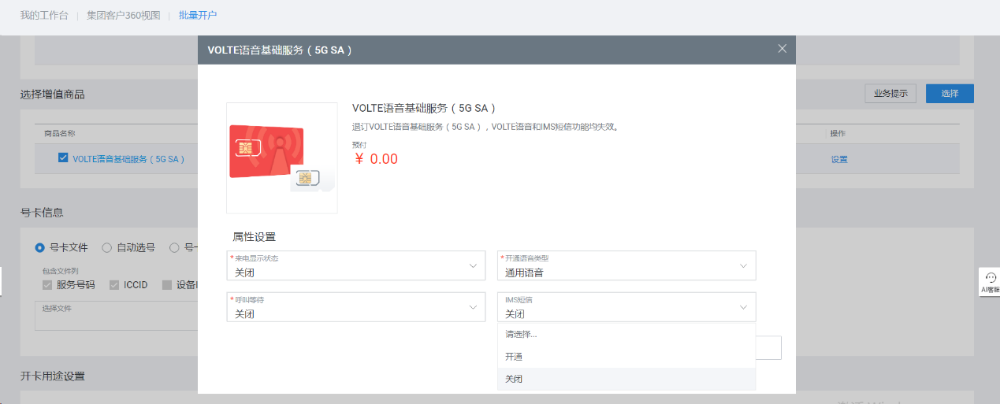 我的工作台 | 集团客户360视图 | 批量开户
VOLTE语音基础服务（5G SA）
选择增值商品
业务提示
选择
商品名称
操作
VOLTE语音基础服务（5G SA）
设置
VOLTE语音基础服务（5G SA）
退订VOLTE语音基础服务（5G SA），VOLTE语音和IMS短信功能均失效。
预付
¥ 0.00
号卡信息
号卡文件
自动选号
包含文件列
服务号码
ICCID
选择文件
属性设置
*来电显示状态
关闭
*开通语音类型
通用语音
*呼叫等待
关闭
IMS短信
关闭
请选择...
开通
关闭
AI客服
开卡用途设置